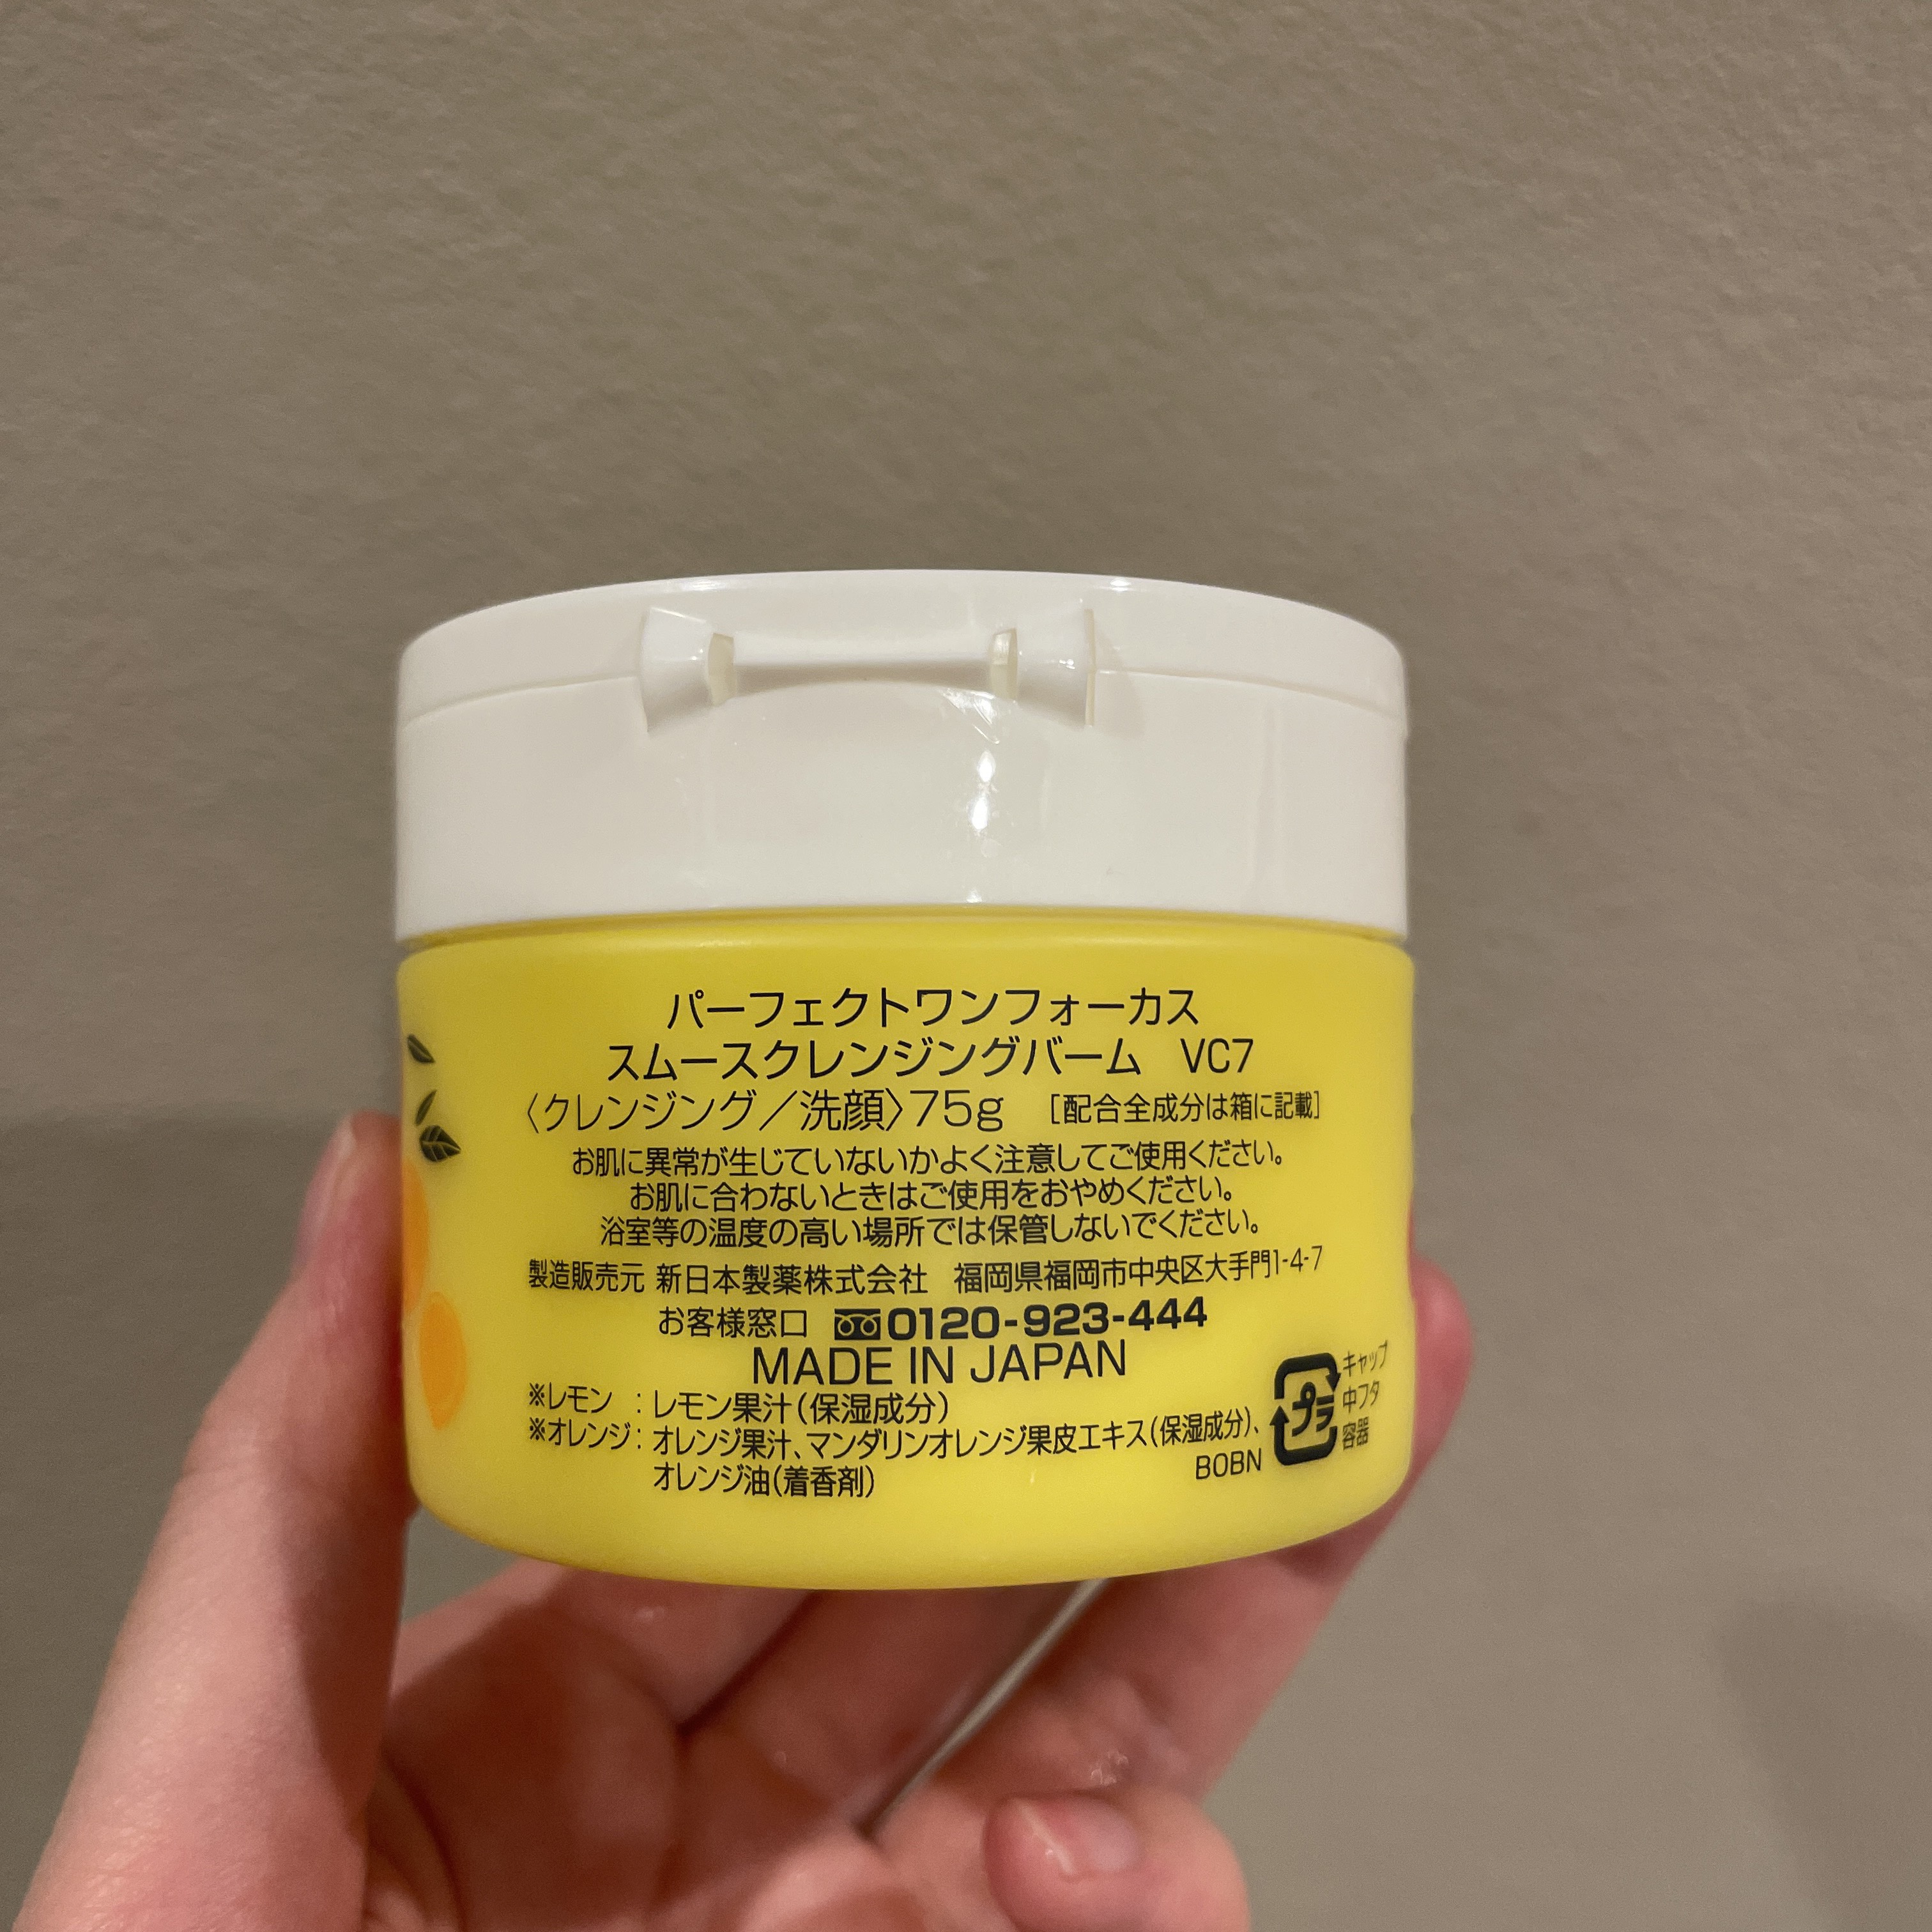 パーフェクトワンフォーカス
スムースクレンジングバーム VC7
〈クレンジング／洗顔〉75g [配合全成分は箱に記載]
お肌に異常が生じていないかよく注意してご使用ください。
お肌に合わないときはご使用をおやめください。
浴室等の温度の高い場所では保管しないでください。
製造販売元 新日本製薬株式会社 福岡県福岡市中央区大手門1-4-7
お客様窓口 0120-923-444
MADE IN JAPAN
※レモン : レモン果汁(保湿成分)
※オレンジ : オレンジ果汁、マンダリンオレンジ果皮エキス(保湿成分)、
オレンジ油(着香剤)
BOBN
プラ
キャップ
中フタ
容器